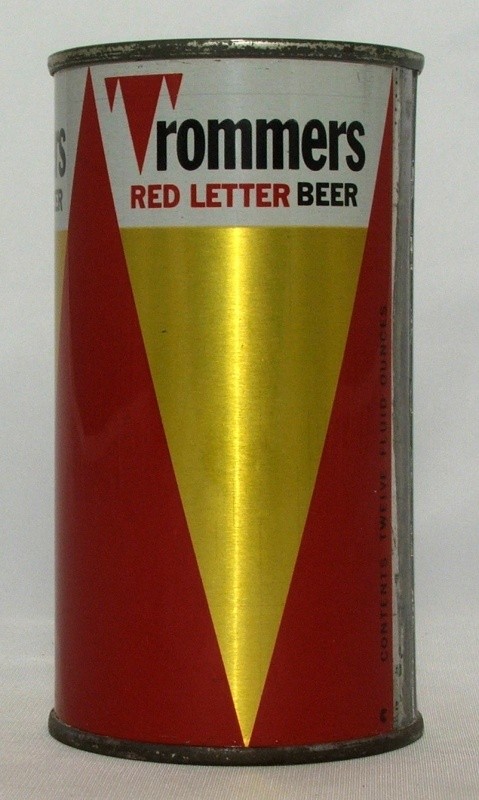 Trommers
RED LETTER BEER
CONTENTS TWELVE FLUID OUNCES